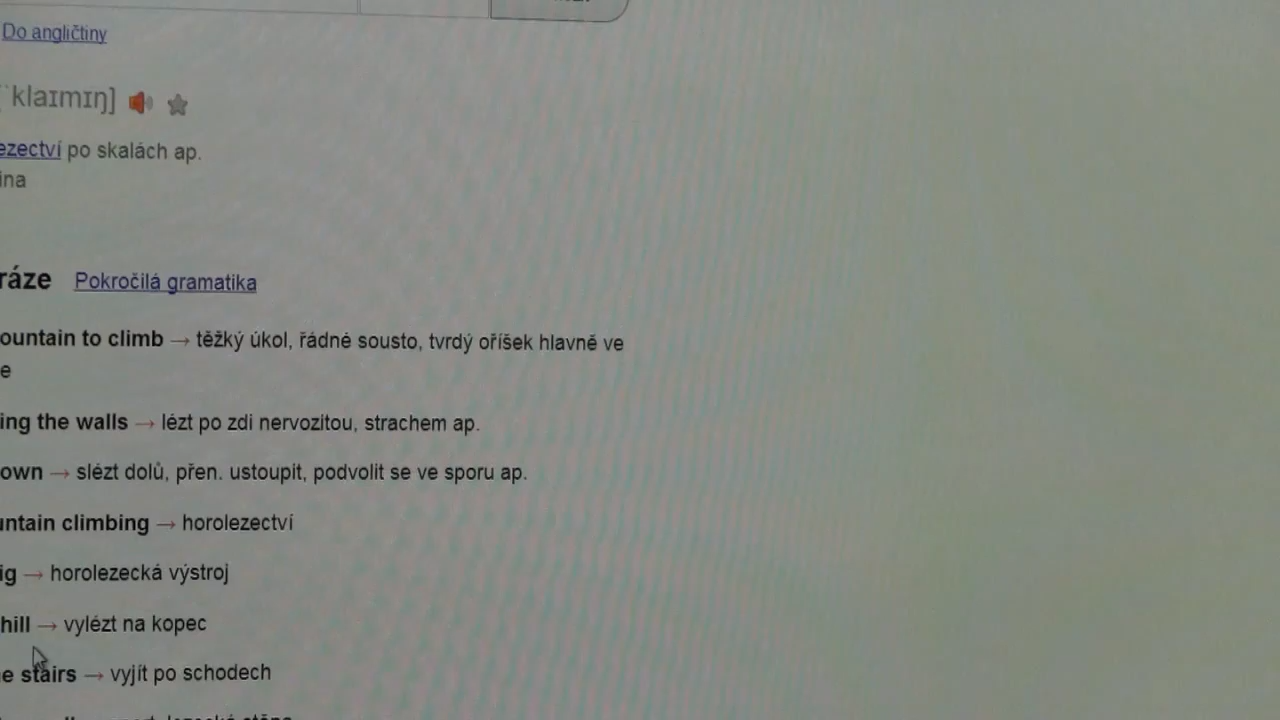 Do angličtiny
[ˈklaɪmɪŋ]
ezectví po skalách ap.
ina
ráze Pokročilá gramatika
ountain to climb → těžký úkol, řádné sousto, tvrdý oříšek hlavně ve
e
ing the walls → lézt po zdi nervozitou, strachem ap.
own → slézt dolů, přen. ustoupit, podvolit se ve sporu ap.
untain climbing → horolezectví
ig → horolezecká výstroj
hill → vylézt na kopec
e stairs → vyjít po schodech